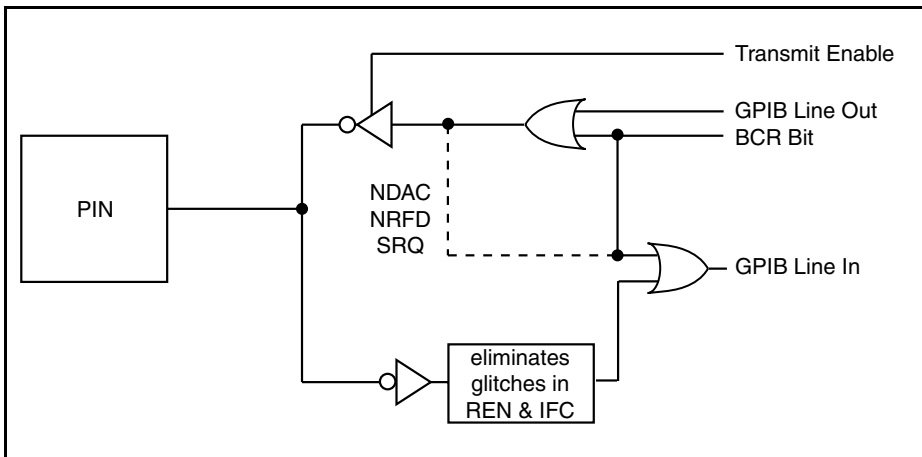 Transmit Enable
GPIB Line Out
BCR Bit
PIN
NDAC
NRFD
SRQ
GPIB Line In
eliminates
glitches in
REN & IFC